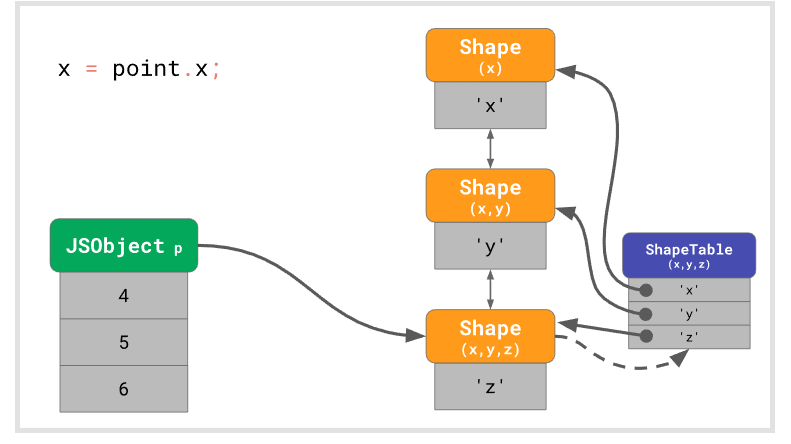 x = point.x;
Shape
(x)
'x'
Shape
(x,y)
'y'
Shape
(x,y,z)
'z'
JSObject p
4
5
6
ShapeTable
(x,y,z)
'x'
'y'
'z'